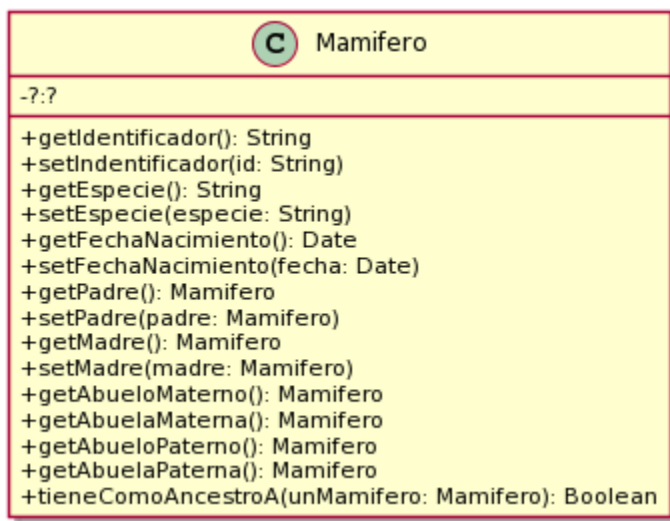 C Mamifero
-?:?
+getIdentificador(): String
+setIndentificador(id: String)
+getEspecie(): String
+setEspecie(especie: String)
+getFechaNacimiento(): Date
+setFechaNacimiento(fecha: Date)
+getPadre(): Mamifero
+setPadre(padre: Mamifero)
+getMadre(): Mamifero
+setMadre(madre: Mamifero)
+getAbueloMaterno(): Mamifero
+getAbuelaMaterna(): Mamifero
+getAbueloPaterno(): Mamifero
+getAbuelaPaterna(): Mamifero
+tieneComoAncestroA(unMamifero: Mamifero): Boolean